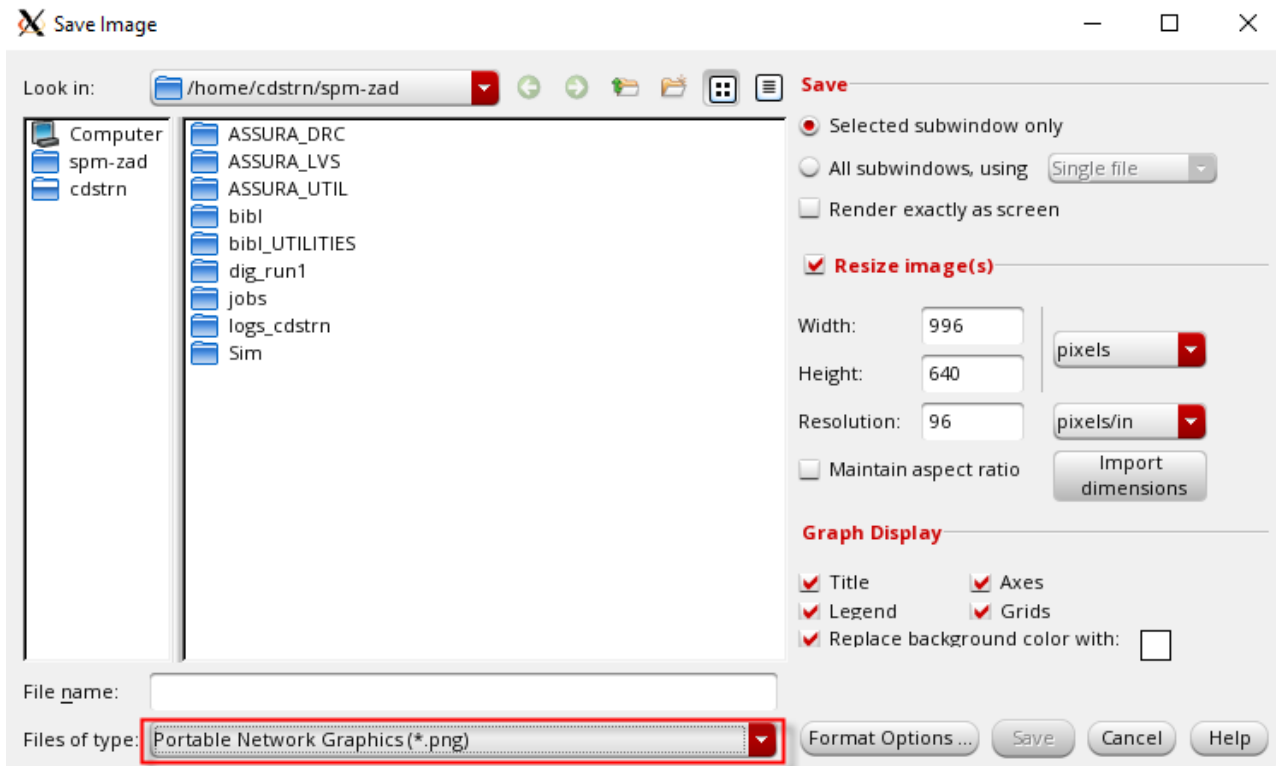 Save Image
Look in:
/home/cdstrn/spm-zad
Computer
spm-zad
cdstrn
ASSURA_DRC
ASSURA_LVS
ASSURA_UTIL
bibl
bibl_UTILITIES
dig_run1
jobs
logs_cdstrn
Sim
File name:
Files of type:
Portable Network Graphics (*.png)
Save
Selected subwindow only
All subwindows, using
Single file
Render exactly as screen
Resize image(s)
Width:
996
Height:
640
pixels
Resolution:
96
pixels/in
Maintain aspect ratio
Import
dimensions
Graph Display
Title
Axes
Legend
Grids
Replace background color with:
Format Options ...
Save
Cancel
Help